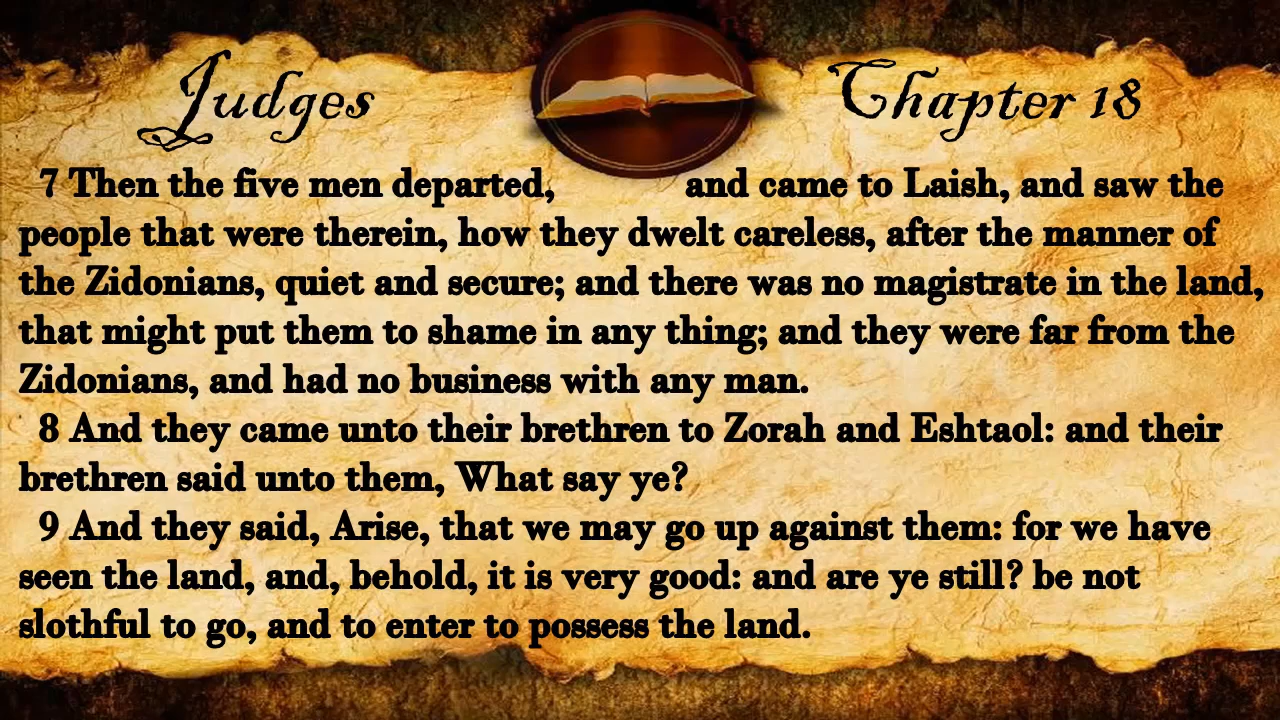 Judges Chapter 18
7 Then the five men departed, and came to Laish, and saw the
people that were therein, how they dwelt careless, after the manner of
the Zidonians, quiet and secure; and there was no magistrate in the land,
that might put them to shame in any thing; and they were far from the
Zidonians, and had no business with any man.
8 And they came unto their brethren to Zorah and Eshtaol: and their
brethren said unto them, What say ye?
9 And they said, Arise, that we may go up against them: for we have
seen the land, and, behold, it is very good: and are ye still? be not
slothful to go, and to enter to possess the land.